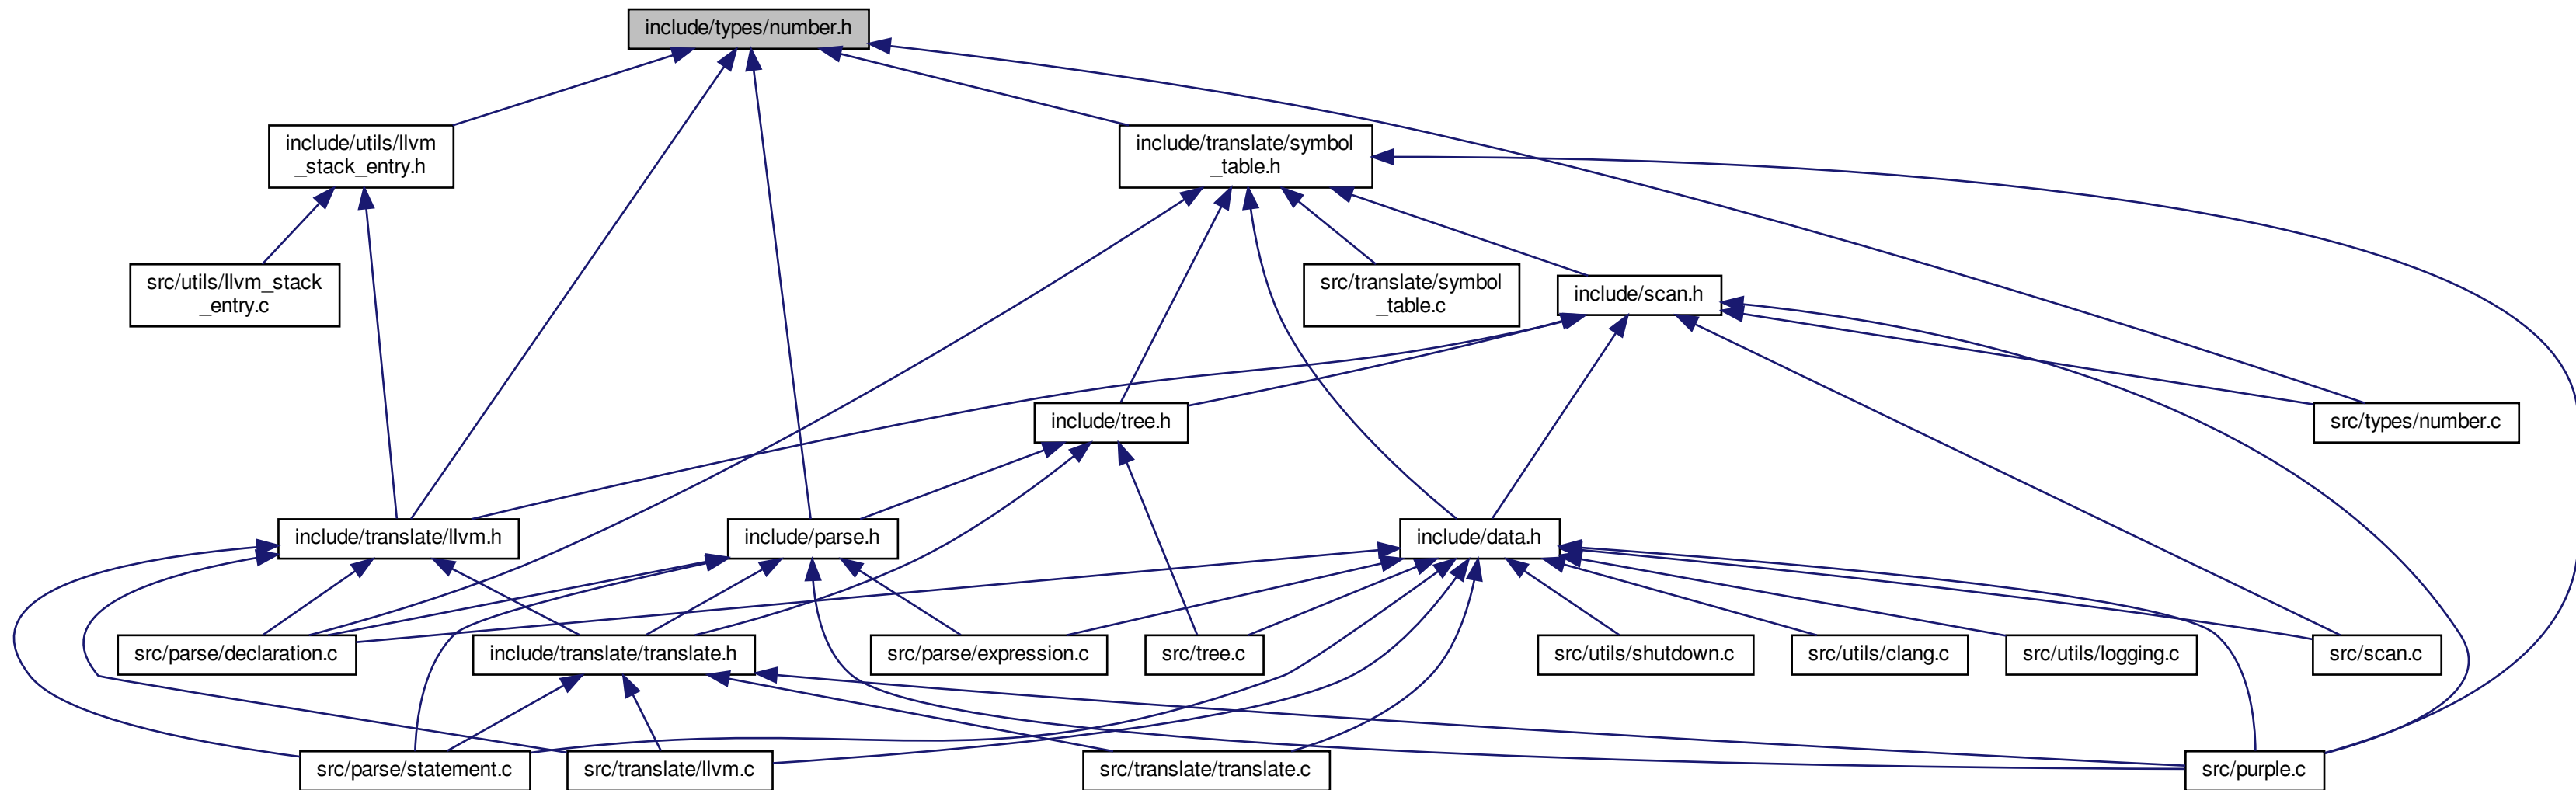 include/types/number.h
include/utils/llvm
_stack_entry.h
include/translate/symbol
_table.h
src/utils/llvm_stack
_entry.c
src/translate/symbol
_table.c
include/scan.h
include/tree.h
src/types/number.c
include/translate/llvm.h
include/parse.h
include/data.h
src/parse/declaration.c
include/translate/translate.h
src/parse/expression.c
src/tree.c
src/utils/shutdown.c
src/utils/clang.c
src/utils/logging.c
src/scan.c
src/parse/statement.c
src/translate/llvm.c
src/translate/translate.c
src/purple.c